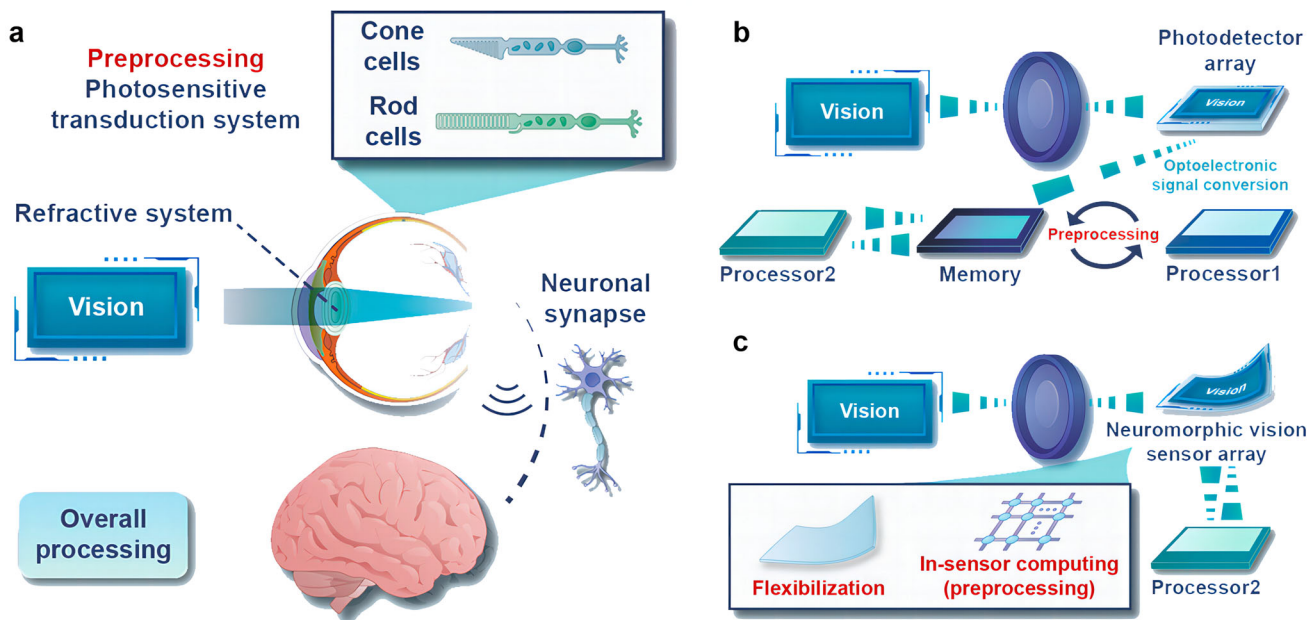 a
Preprocessing
Photosensitive
transduction system
Cone
cells
Rod
cells
Refractive system
Vision
Neuronal
synapse
Overall
processing
b
Vision
Photodetector
array
Vision
Optoelectronic
signal conversion
Processor2
Memory
Preprocessing
Processor1
c
Vision
Vision
Neuromorphic vision
sensor array
Flexibilization
In-sensor computing
(preprocessing)
Processor2